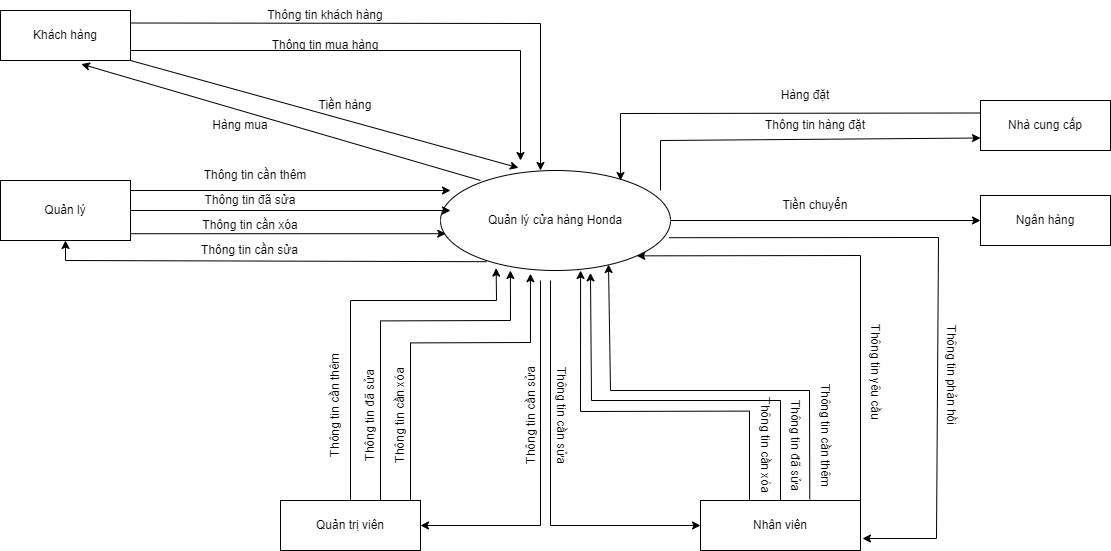 Thông tin khách hàng
Khách hàng
Thông tin mua hàng
Tiền hàng
Hàng mua
Hàng đặt
Thông tin hàng đặt
Nhà cung cấp
Thông tin cần thêm
Quản lý
Thông tin đã sửa
Thông tin cần xóa
Thông tin cần sửa
Quản lý cửa hàng Honda
Tiền chuyển
Ngân hàng
Thông tin cần thêm
Thông tin đã sửa
Thông tin cần xóa
Thông tin cần sửa
Thông tin cần sửa
Thông tin cần xóa
Thông tin đã sửa
Thông tin cần thêm
Thông tin yêu cầu
Thông tin phản hồi
Quản trị viên
Nhân viên